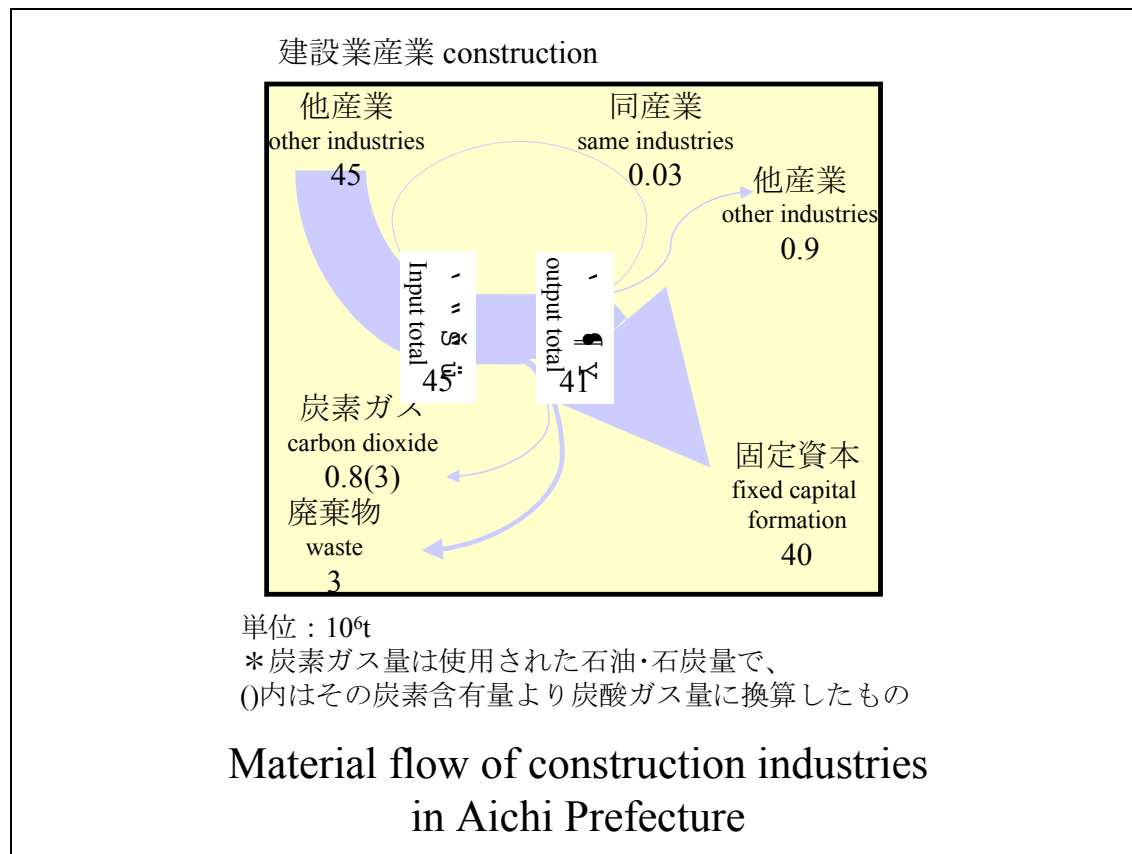 建設業産業 construction
他産業
other industries
45
同産業
same industries
0.03
他産業
other industries
0.9
Input total
45
output total
41
炭素ガス
carbon dioxide
0.8(3)
廃棄物
waste
3
固定資本
fixed capital
formation
40
単位：10⁶t
＊炭素ガス量は使用された石油･石炭量で、
()内はその炭素含有量より炭酸ガス量に換算したもの
Material flow of construction industries
in Aichi Prefecture